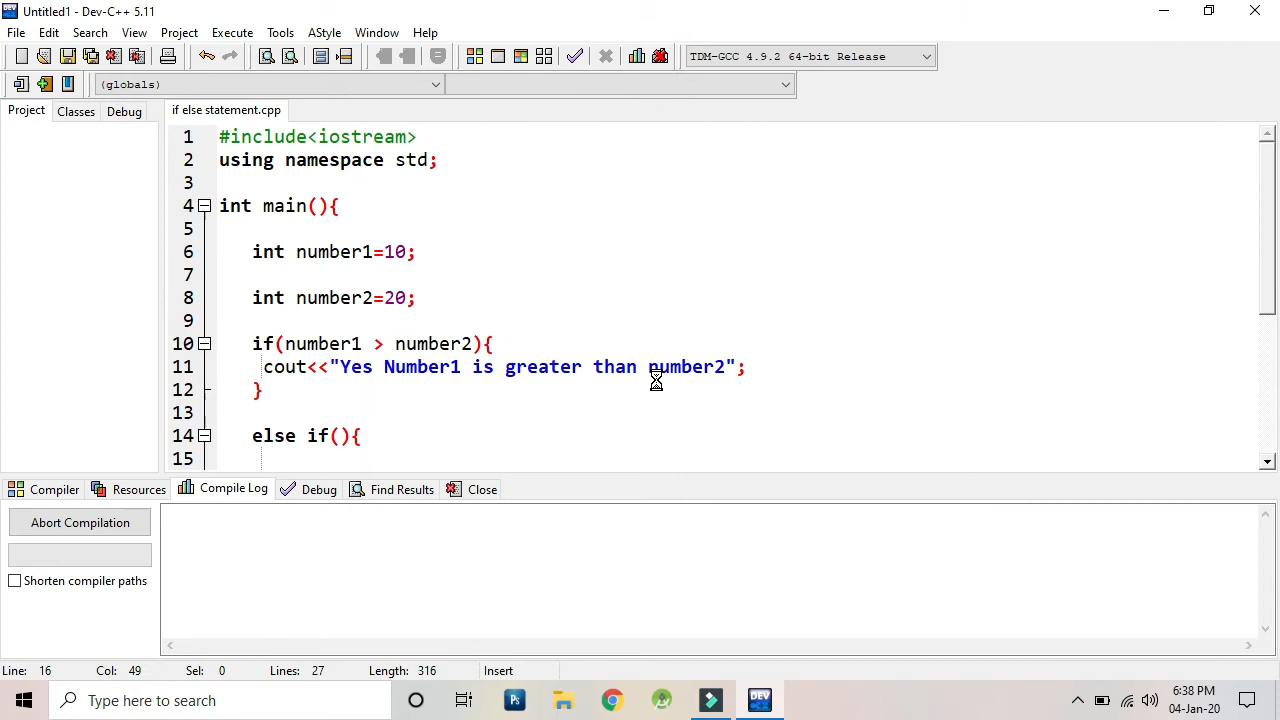 Untitled1 - Dev-C++ 5.11
File Edit Search View Project Execute Tools AStyle Window Help
TDM-GCC 4.9.2 64-bit Release
(globals)
Project Classes Debug if else statement.cpp
1 #include<iostream>
2 using namespace std;
3
4 int main(){
5
6 int number1=10;
7
8 int number2=20;
9
10 if(number1 > number2){
11 cout<<"Yes Number1 is greater than number2";
12 }
13
14 else if(){
15
Compiler Resources Compile Log Debug Find Results Close
Abort Compilation
Shorten compiler paths
Line: 16 Col: 49 Sel: 0 Lines: 27 Length: 316 Insert
Type here to search
Ps
DEV
6:38 PM
04-Jan-20